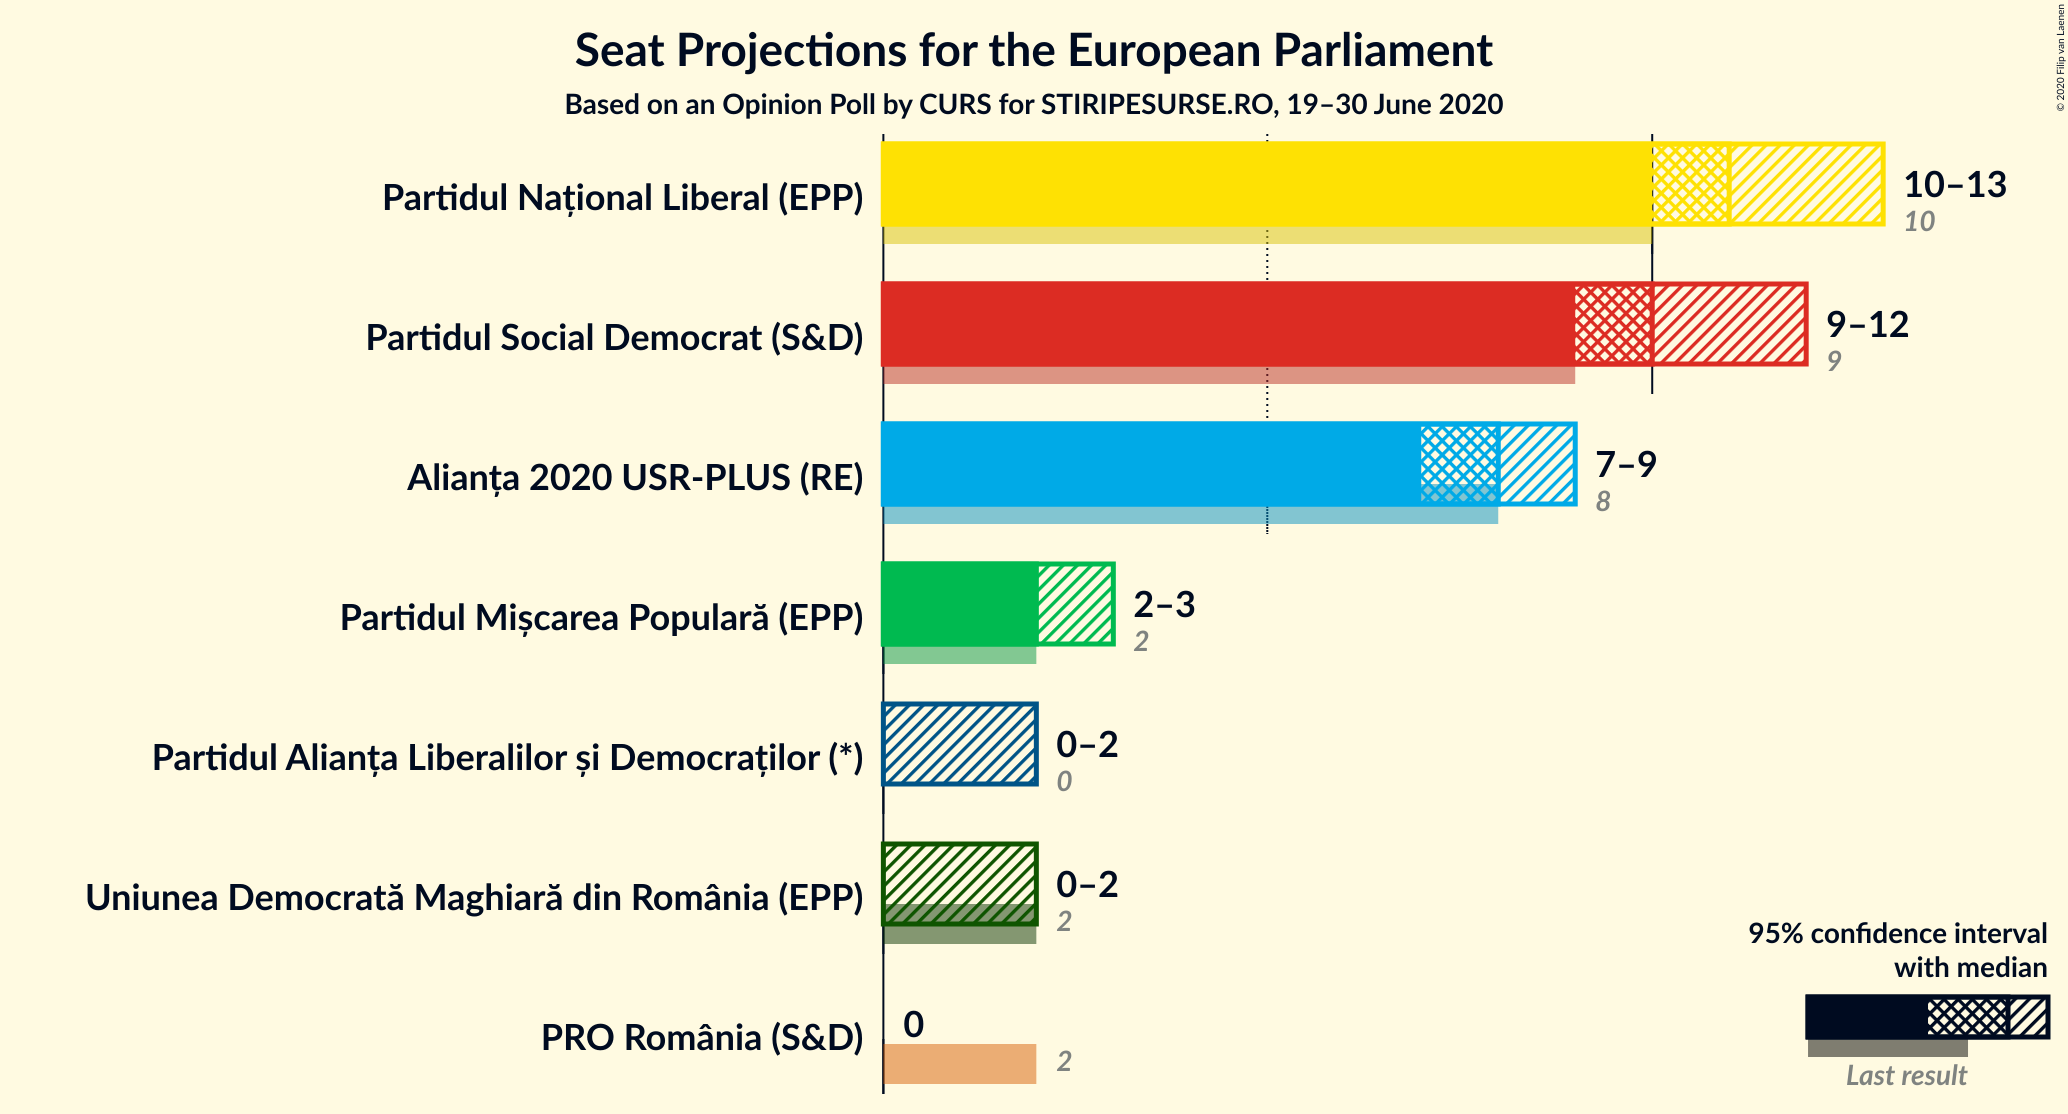 Seat Projections for the European Parliament
Based on an Opinion Poll by CURS for STIRIPESURSE.RO, 19–30 June 2020
© 2020 Filip van Laenen
Partidul Național Liberal (EPP)
10–13
10
Partidul Social Democrat (S&D)
9–12
9
Alianța 2020 USR-PLUS (RE)
7–9
8
Partidul Mișcarea Populară (EPP)
2–3
2
Partidul Alianța Liberalilor și Democraților (*)
0–2
0
Uniunea Democrată Maghiară din România (EPP)
0–2
2
PRO România (S&D)
0
2
95% confidence interval
with median
Last result